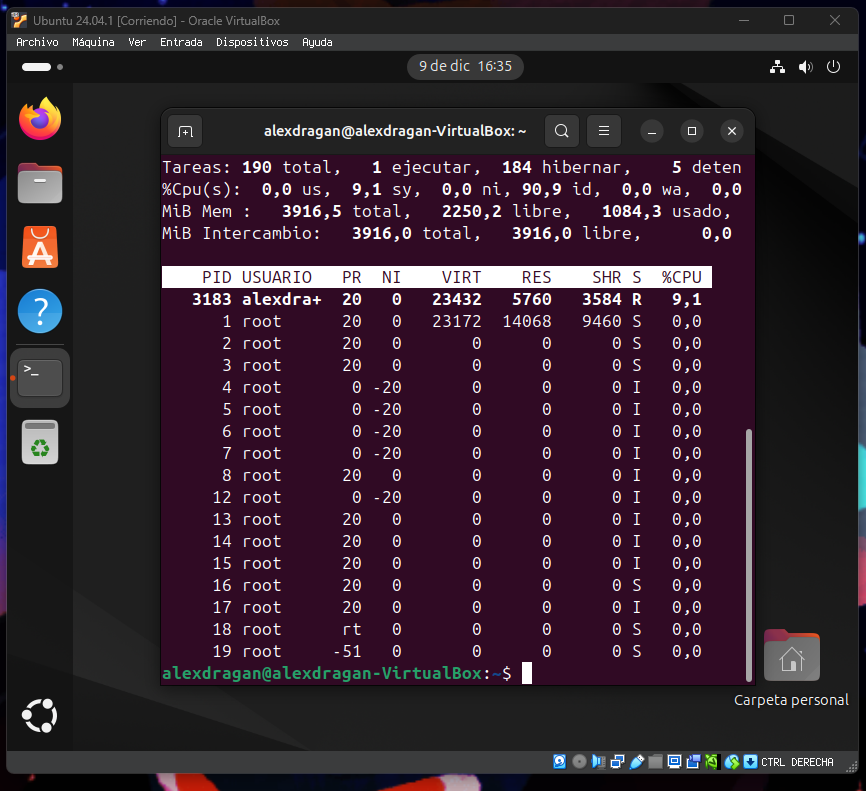 Ubuntu 24.04.1 [Corriendo] - Oracle VirtualBox
Archivo Máquina Ver Entrada Dispositivos Ayuda
9 de dic 16:35
alexdragan@alexdragan-VirtualBox: ~
Tareas: 190 total, 1 ejecutar, 184 hibernar, 5 deten
%Cpu(s): 0,0 us, 9,1 sy, 0,0 ni, 90,9 id, 0,0 wa, 0,0
MiB Mem : 3916,5 total, 2250,2 libre, 1084,3 usado,
MiB Intercambio: 3916,0 total, 3916,0 libre, 0,0
PID USUARIO PR NI VIRT RES SHR S %CPU
3183 alexdra+ 20 0 23432 5760 3584 R 9,1
1 root 20 0 23172 14068 9460 S 0,0
2 root 20 0 0 0 0 S 0,0
3 root 20 0 0 0 0 S 0,0
4 root 0 -20 0 0 0 I 0,0
5 root 0 -20 0 0 0 I 0,0
6 root 0 -20 0 0 0 I 0,0
7 root 0 -20 0 0 0 I 0,0
8 root 20 0 0 0 0 I 0,0
12 root 0 -20 0 0 0 I 0,0
13 root 20 0 0 0 0 I 0,0
14 root 20 0 0 0 0 I 0,0
15 root 20 0 0 0 0 I 0,0
16 root 20 0 0 0 0 S 0,0
17 root 20 0 0 0 0 I 0,0
18 root rt 0 0 0 0 S 0,0
19 root -51 0 0 0 0 S 0,0
alexdragan@alexdragan-VirtualBox:~$
Carpeta personal
CTRL DERECHA